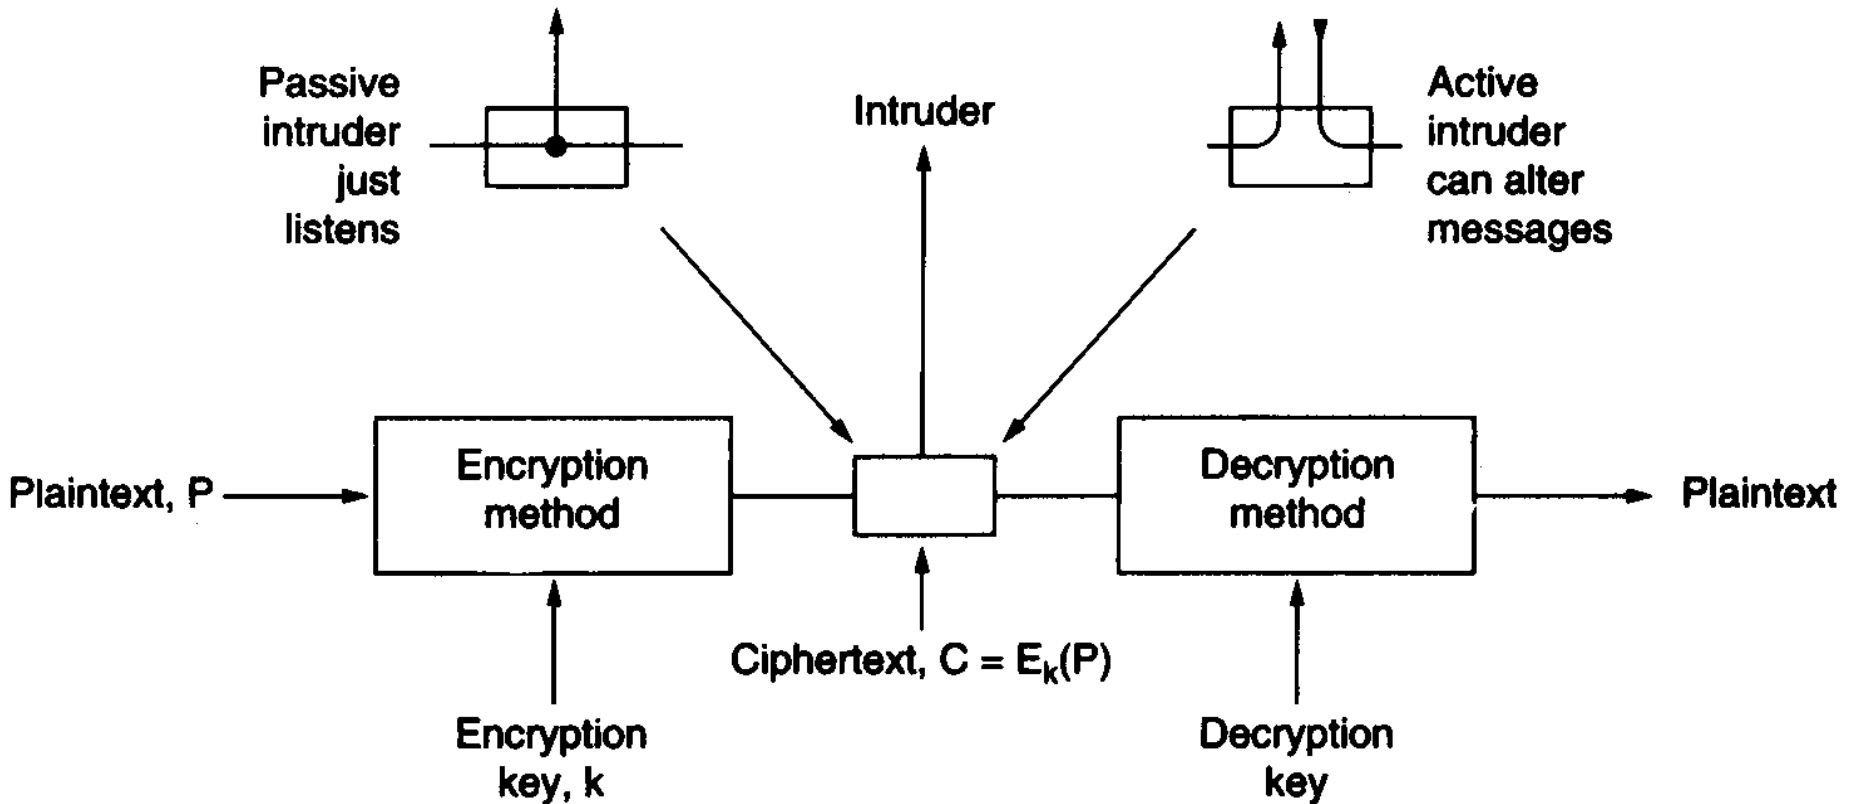 Passive
intruder
just
listens
Intruder
Active
intruder
can alter
messages
Plaintext, P
Encryption
method
Decryption
method
Plaintext
Ciphertext, C = Ek(P)
Encryption
key, k
Decryption
key